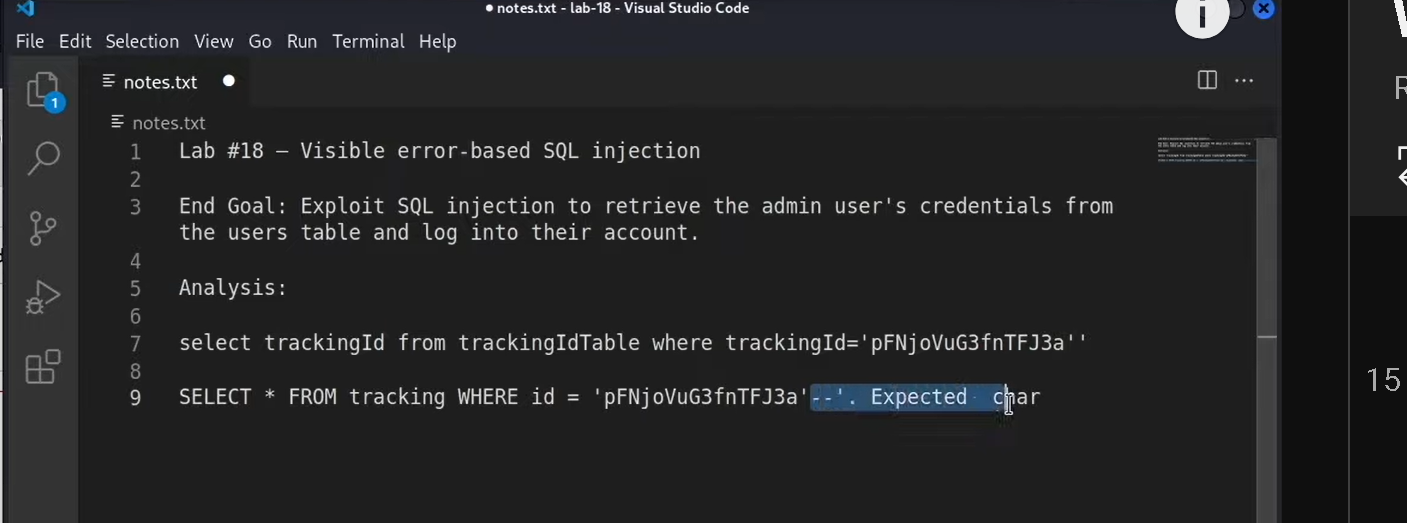 ● notes.txt - lab-18 - Visual Studio Code
i
File Edit Selection View Go Run Terminal Help
notes.txt
1
notes.txt
1 Lab #18 – Visible error-based SQL injection
2
3 End Goal: Exploit SQL injection to retrieve the admin user's credentials from
the users table and log into their account.
4
5 Analysis:
6
7 select trackingId from trackingIdTable where trackingId='pFNjoVuG3fnTFJ3a''
8
9 SELECT * FROM tracking WHERE id = 'pFNjoVuG3fnTFJ3a'--'. Expected  char
R
15